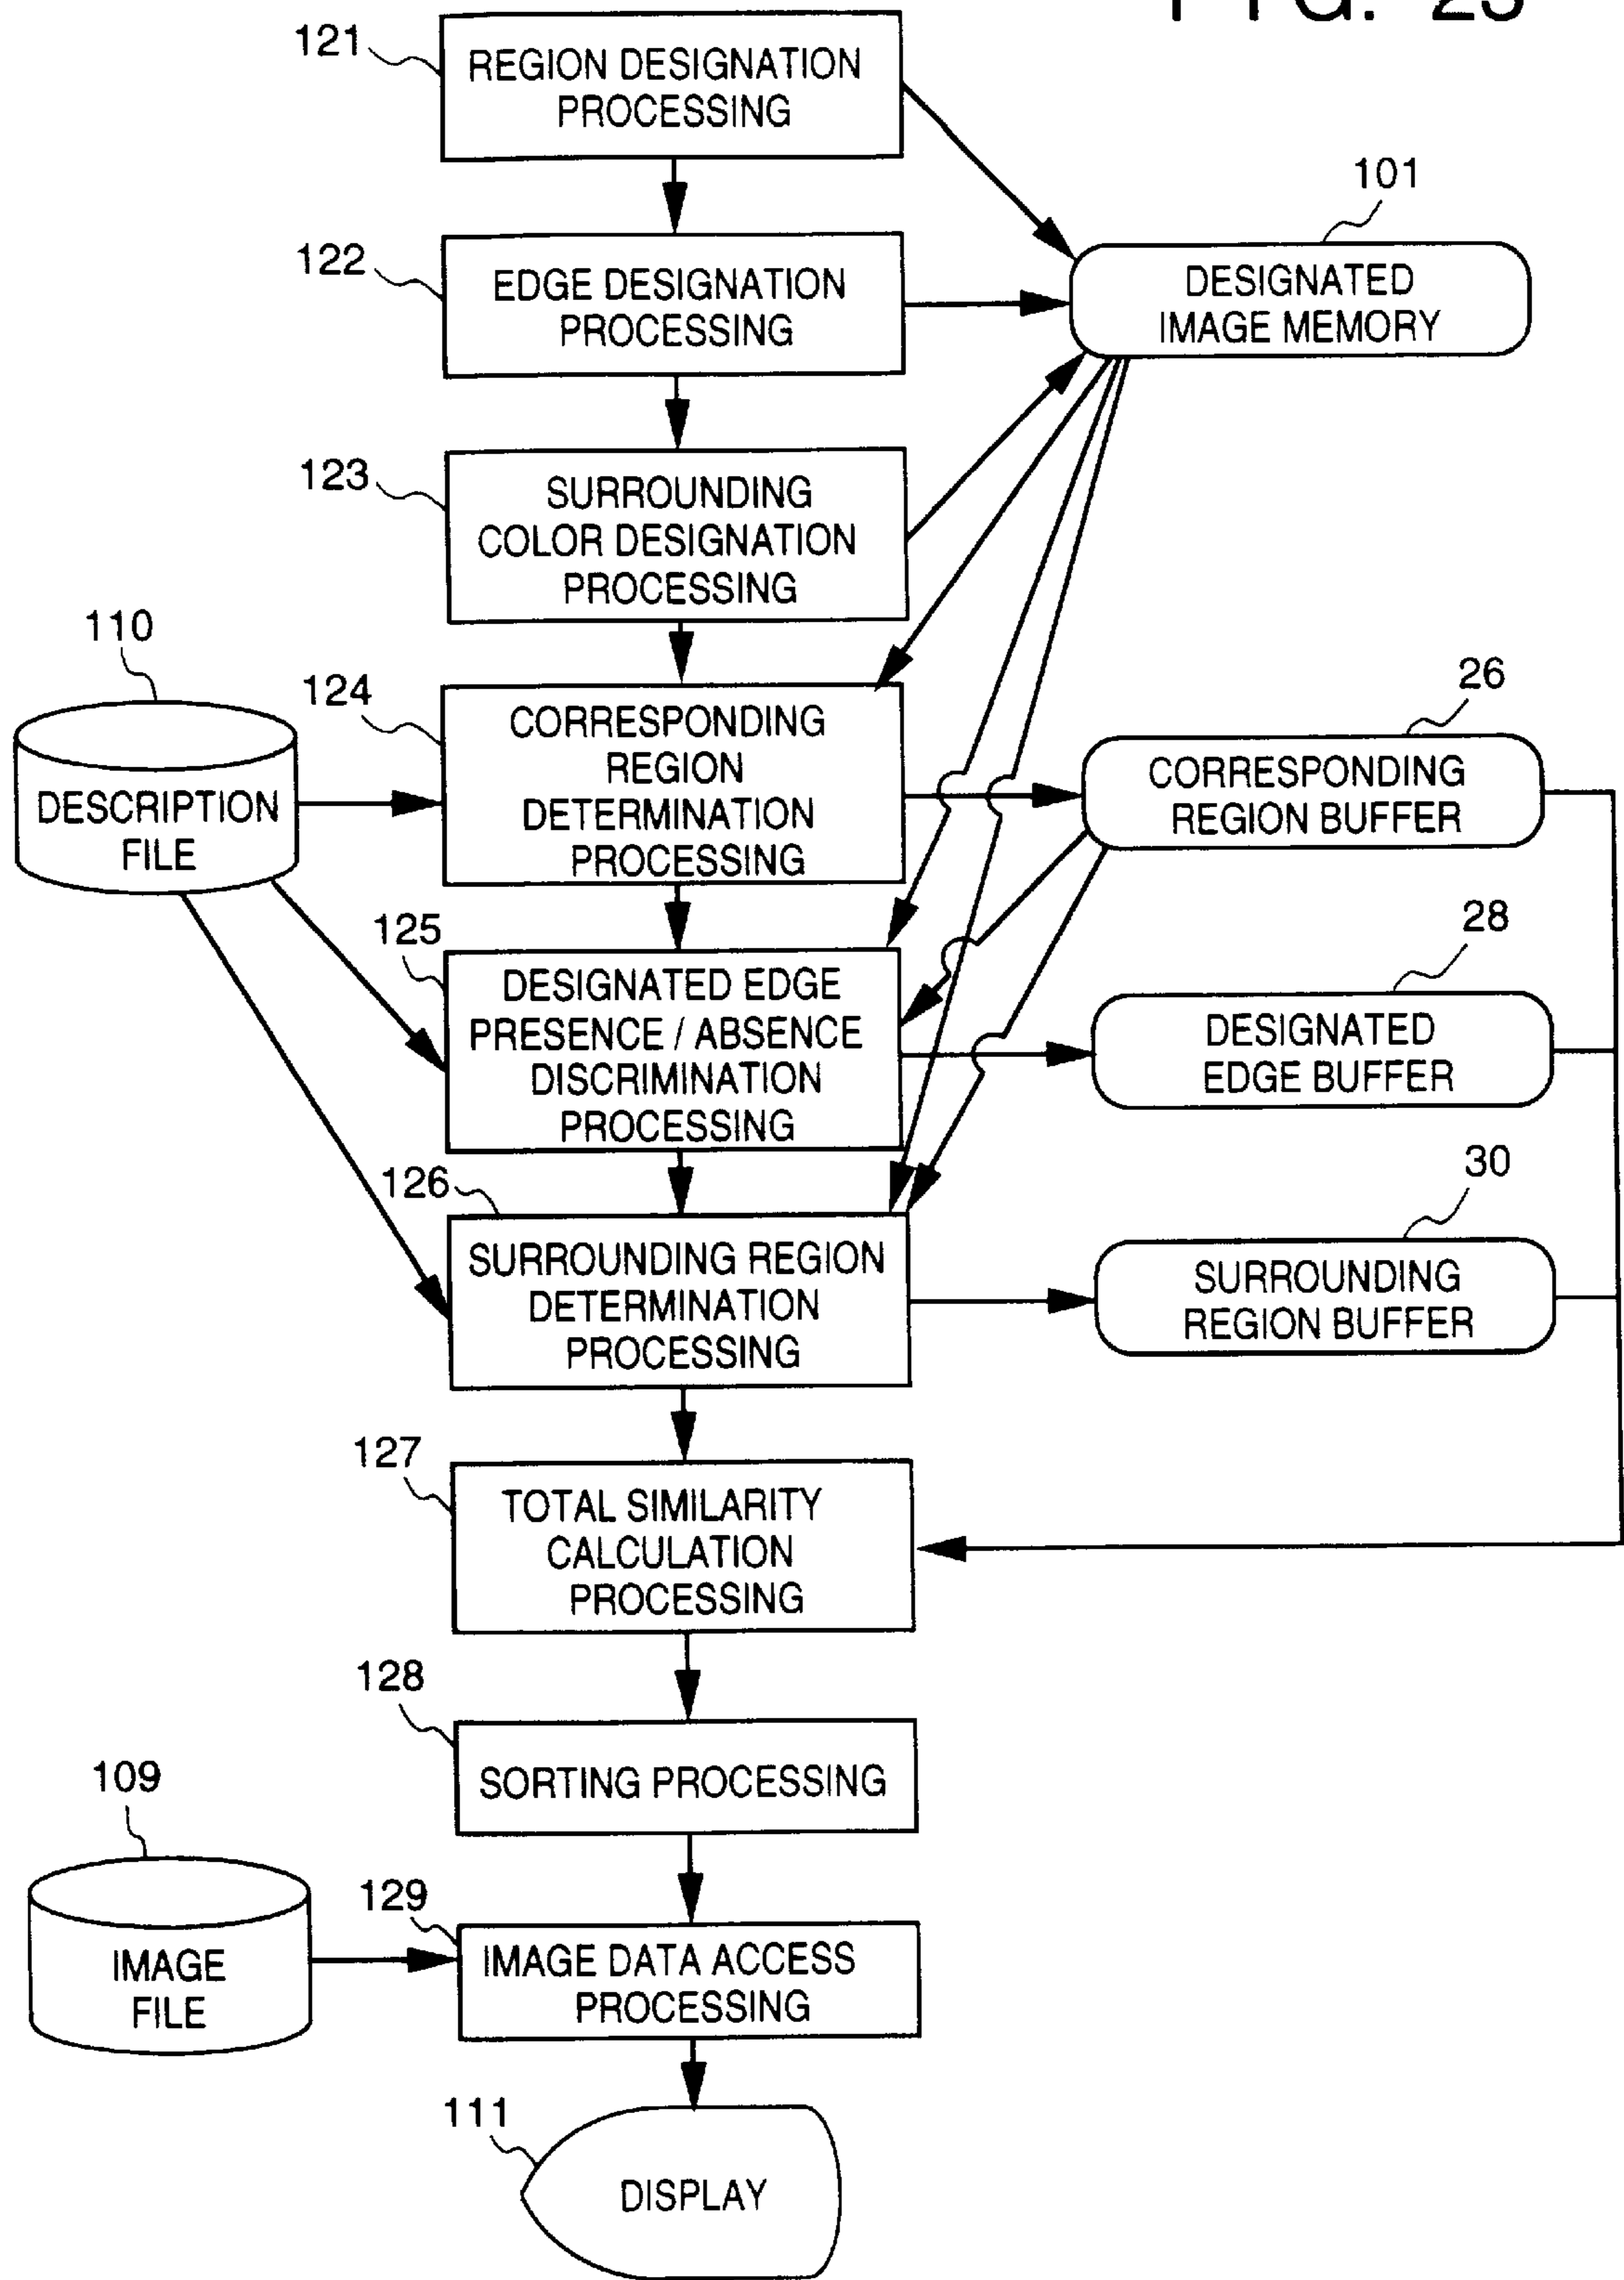 FIG. 23
121
REGION DESIGNATION
PROCESSING
101
122
EDGE DESIGNATION
PROCESSING
DESIGNATED
IMAGE MEMORY
123
SURROUNDING
COLOR DESIGNATION
PROCESSING
110
DESCRIPTION
FILE
124
CORRESPONDING
REGION
DETERMINATION
PROCESSING
26
CORRESPONDING
REGION BUFFER
125
DESIGNATED EDGE
PRESENCE / ABSENCE
DISCRIMINATION
PROCESSING
28
DESIGNATED
EDGE BUFFER
126
SURROUNDING REGION
DETERMINATION
PROCESSING
30
SURROUNDING
REGION BUFFER
127
TOTAL SIMILARITY
CALCULATION
PROCESSING
128
SORTING PROCESSING
109
IMAGE
FILE
129
IMAGE DATA ACCESS
PROCESSING
111
DISPLAY